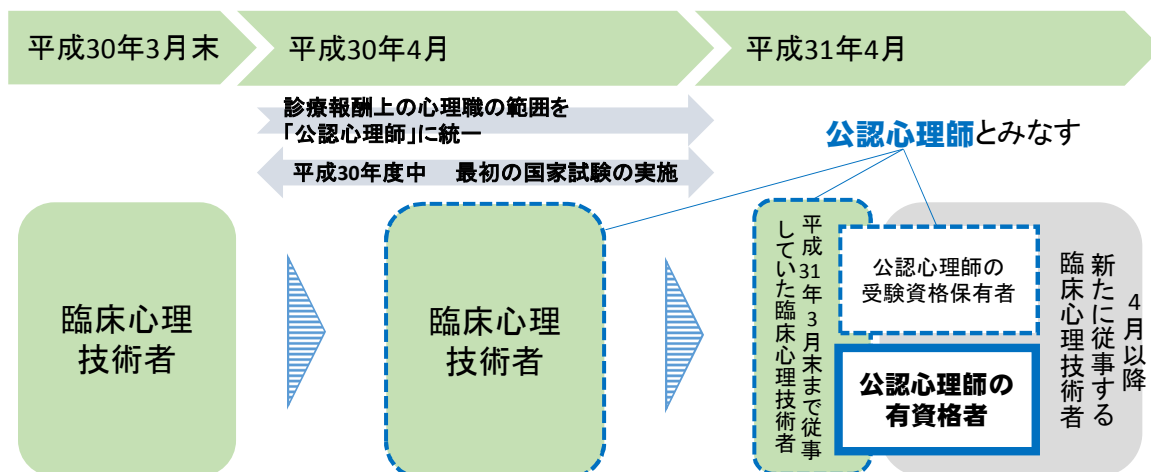 平成30年3月末
平成30年4月
平成31年4月
診療報酬上の心理職の範囲を
「公認心理師」に統一
平成30年度中　最初の国家試験の実施
公認心理師とみなす
臨床心理
技術者
臨床心理
技術者
平成31年3月末まで従事
していた臨床心理技術者
公認心理師の
受験資格保有者
公認心理師の
有資格者
4月以降
新たに従事する
臨床心理技術者